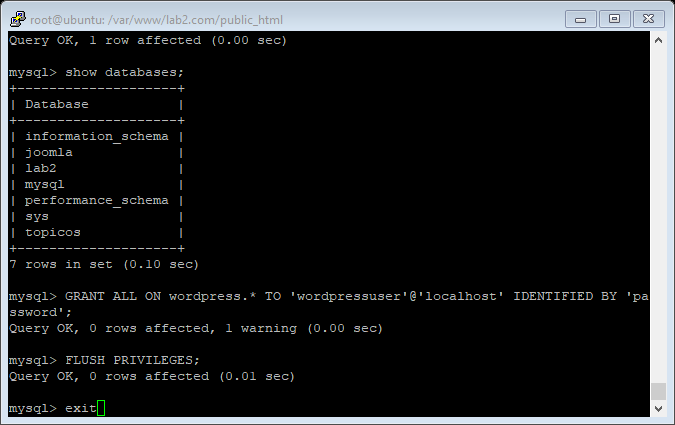 root@ubuntu: /var/www/lab2.com/public_html
Query OK, 1 row affected (0.00 sec)
mysql> show databases;
+--------------------+
| Database           |
+--------------------+
| information_schema |
| joomla             |
| lab2               |
| mysql              |
| performance_schema |
| sys                |
| topicos            |
+--------------------+
7 rows in set (0.10 sec)
mysql> GRANT ALL ON wordpress.* TO 'wordpressuser'@'localhost' IDENTIFIED BY 'pa
ssword';
Query OK, 0 rows affected, 1 warning (0.00 sec)
mysql> FLUSH PRIVILEGES;
Query OK, 0 rows affected (0.01 sec)
mysql> exit